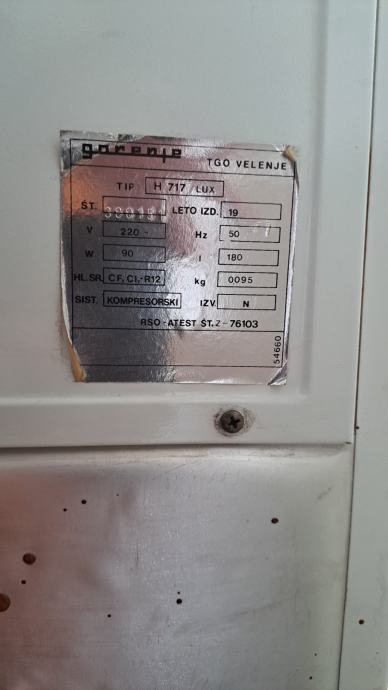 gorenje
TGO VELENJE
TIP H 717 LUX
ŠT. LETO IZD. 19
V 220~ Hz 50
W 90 l 180
HL.SR. C F, CL-R12 kg 0095
SIST. KOMPRESORSKI IZV. N
RSO-ATEST ŠT. Z-76103
54660